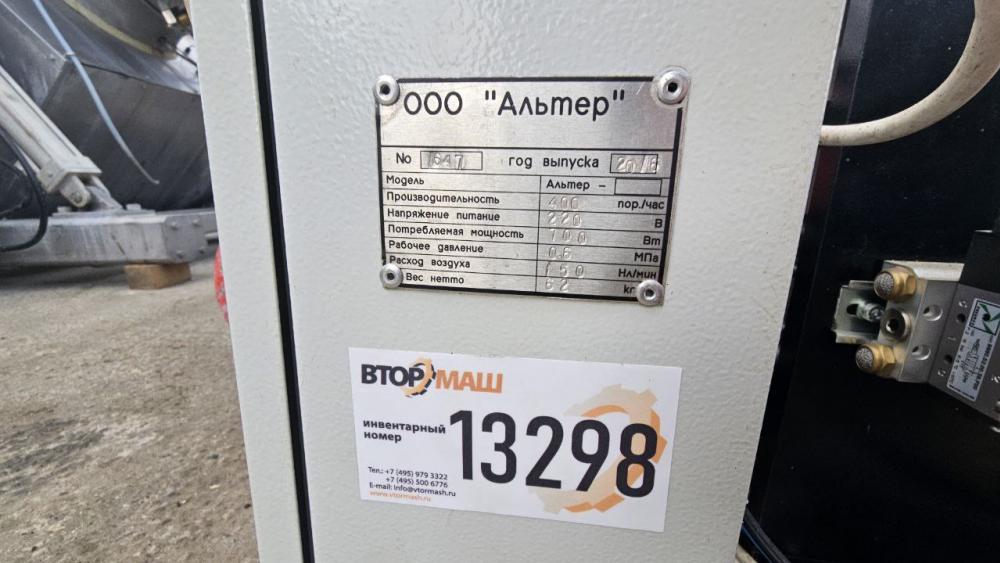 ООО "Альтер"
No 1647 год выпуска 2018
Модель Альтер –
Производительность 400 пор./час
Напряжение питание 220 В
Потребляемая мощность 100 Вт
Рабочее давление 0.6 МПа
Расход воздуха 150 Нл/мин
Вес нетто 62 кг
ВТОРМАШ
инвентарный
номер
13298
Тел.: +7 (495) 979 3322
+7 (495) 500 6776
E-mail: info@vtormash.ru
www.vtormash.ru